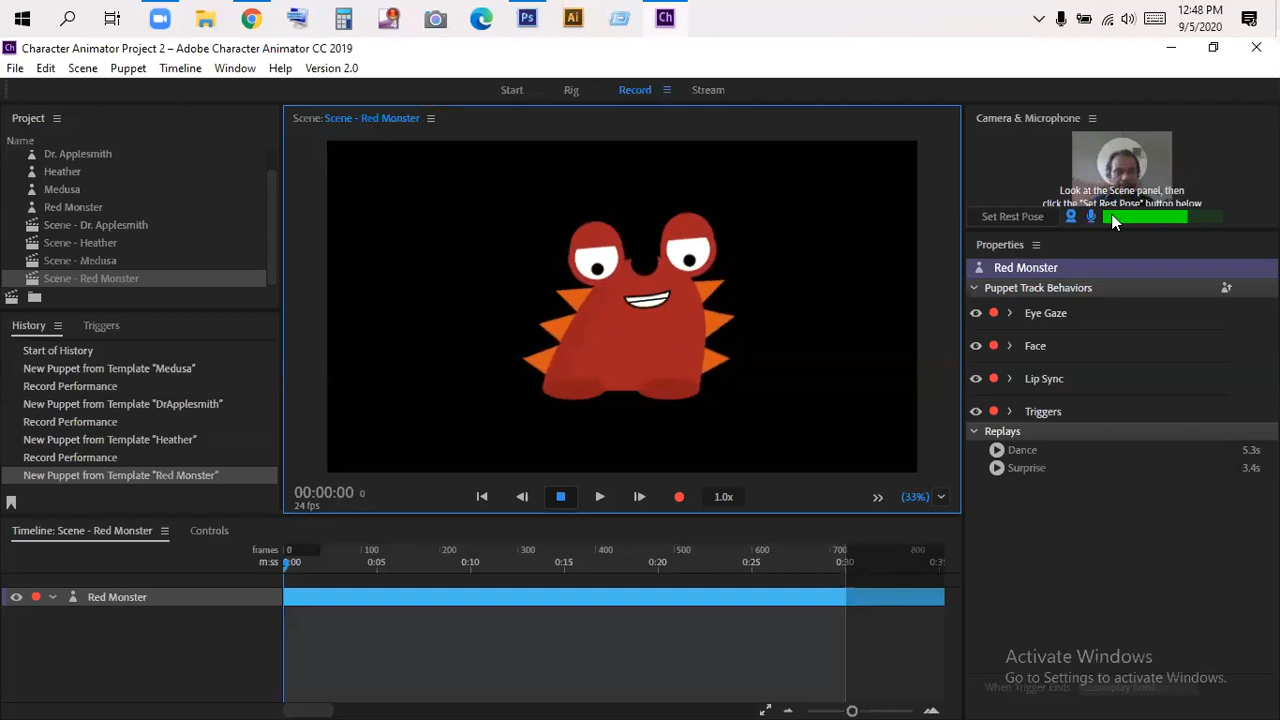 12:48 PM
9/5/2020
Ps
Ai
Ch
Ch Character Animator Project 2 – Adobe Character Animator CC 2019
File Edit Scene Puppet Timeline Window Help Version 2.0
Start Rig Record Stream
Project
Name
Dr. Applesmith
Heather
Medusa
Red Monster
Scene - Dr. Applesmith
Scene - Heather
Scene - Medusa
Scene - Red Monster
History Triggers
Start of History
New Puppet from Template "Medusa"
Record Performance
New Puppet from Template "DrApplesmith"
Record Performance
New Puppet from Template "Heather"
Record Performance
New Puppet from Template "Red Monster"
Scene: Scene - Red Monster
00:00:00 0
24 fps
1.0x
(33%)
Camera & Microphone
Look at the Scene panel, then
click the "Set Rest Pose" button below
Set Rest Pose
Properties
Red Monster
Puppet Track Behaviors
Eye Gaze
Face
Lip Sync
Triggers
Replays
Dance 5.3s
Surprise 3.4s
When Trigger Ends
Timeline: Scene - Red Monster Controls
frames 0 100 200 300 400 500 600 700 800
m:ss 0:00 0:05 0:10 0:15 0:20 0:25 0:30
Red Monster
Activate Windows
Go to Settings to activate Windows.